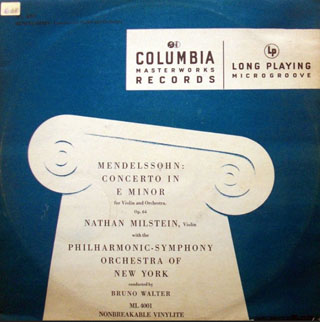 COLUMBIA
MASTERWORKS
RECORDS
LP
LONG PLAYING
MICROGROOVE
MENDELSSOHN:
CONCERTO IN
E MINOR
for Violin and Orchestra,
Op. 64
NATHAN MILSTEIN, Violin
with the
PHILHARMONIC-SYMPHONY
ORCHESTRA OF
NEW YORK
conducted by
BRUNO WALTER
ML 4001
NONBREAKABLE VINYLITE